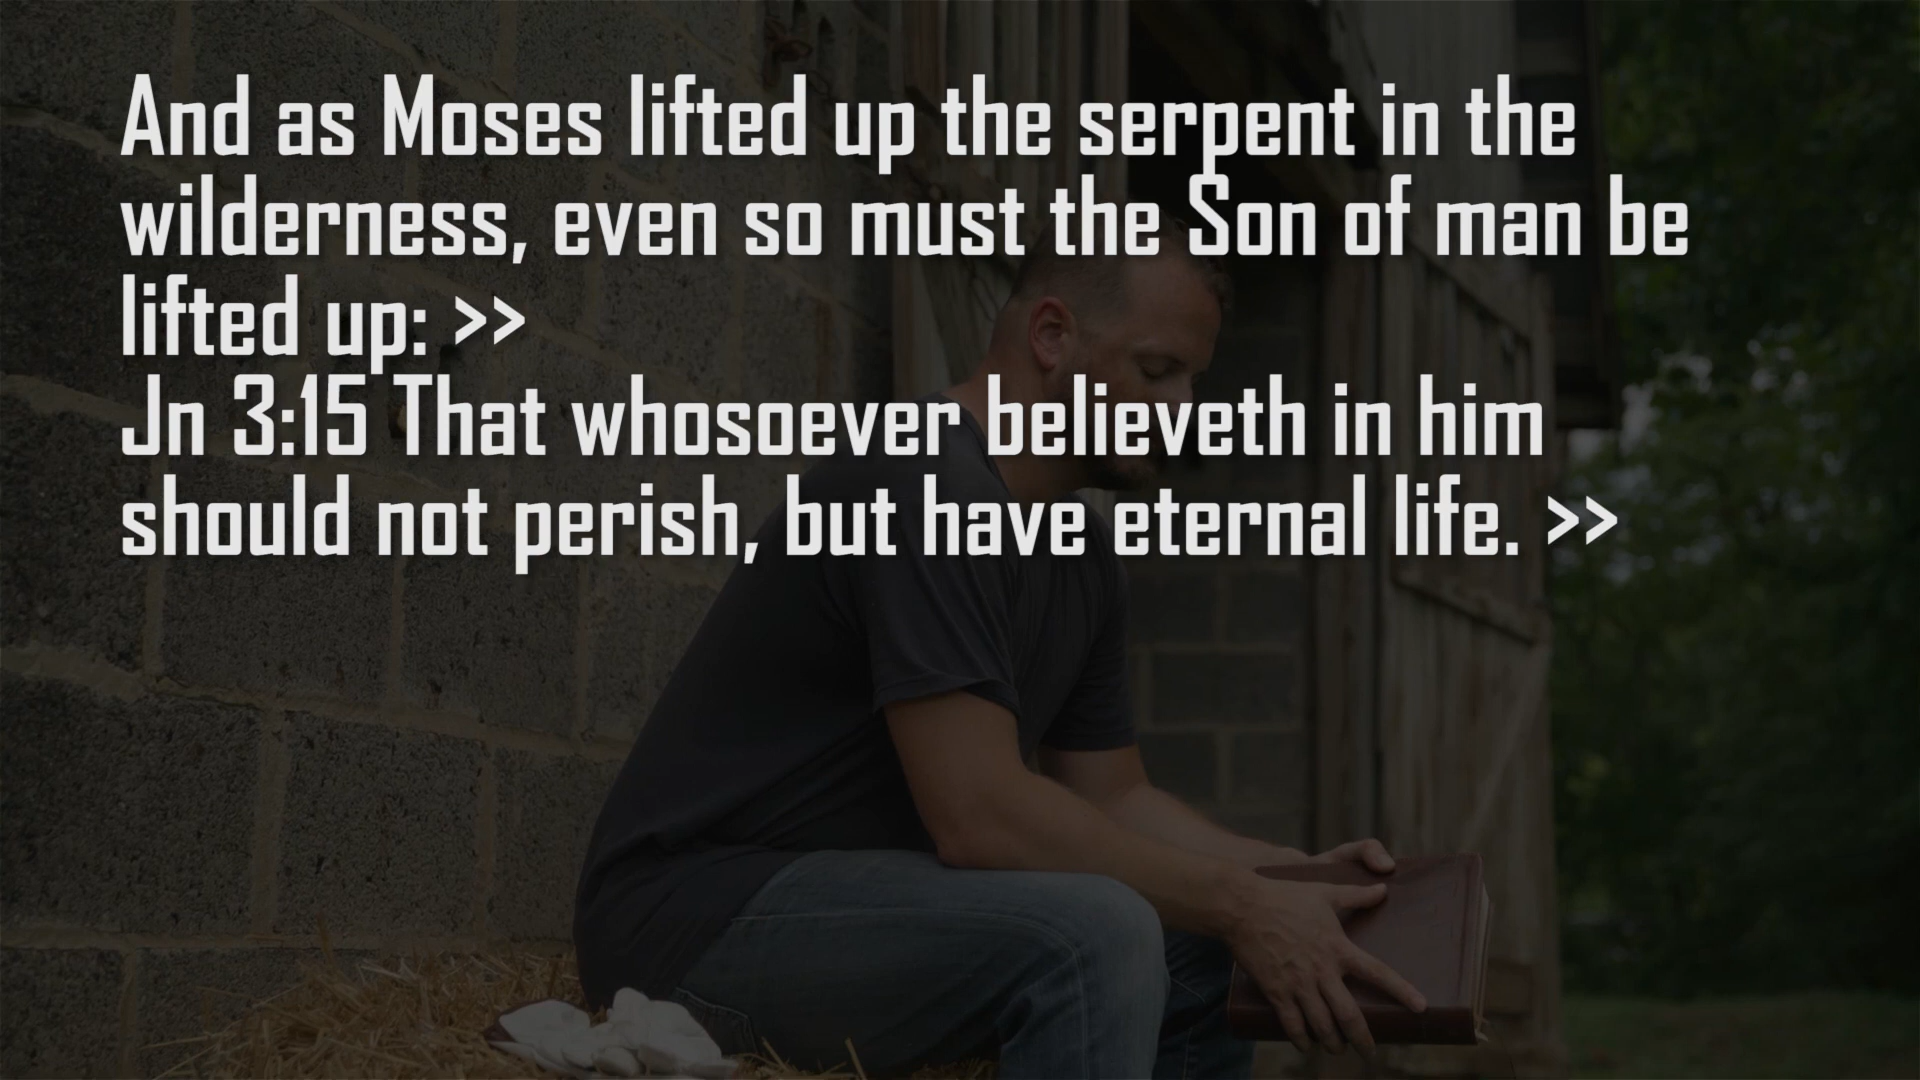 And as Moses lifted up the serpent in the
wilderness, even so must the Son of man be
lifted up: >>
Jn 3:15 That whosoever believeth in him
should not perish, but have eternal life. >>